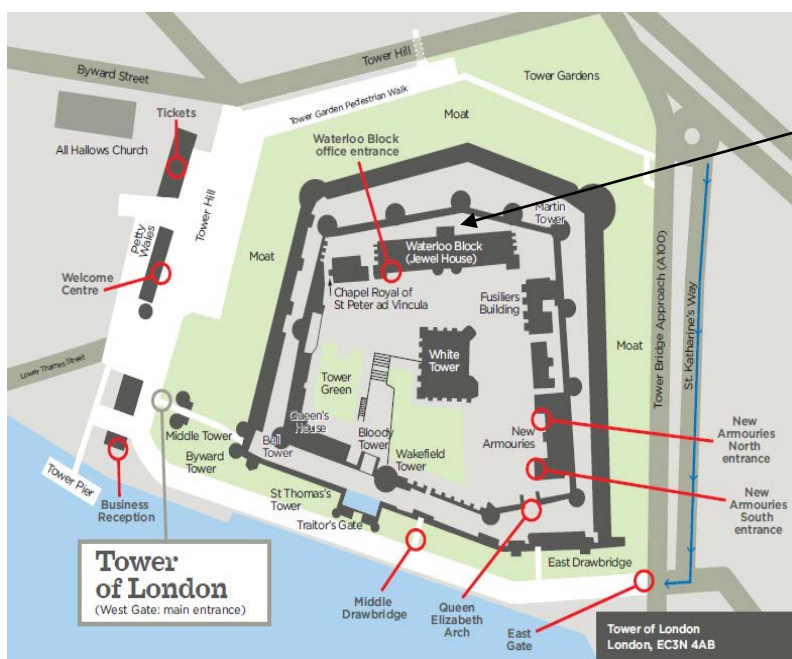 Tower Hill
Byward Street
Tower Gardens
Tower Garden Pedestrian Walk
Tickets
Moat
All Hallows Church
Waterloo Block
office entrance
Martin
Tower
Tower Hill
Petty
Wales
Moat
Waterloo Block
(Jewel House)
Welcome
Centre
Chapel Royal of
St Peter ad Vincula
Fusiliers
Building
Tower Bridge Approach (A100)
St. Katharine's Way
Moat
White
Tower
Lower Thames Street
Tower
Green
Queen's
House
Bloody
Tower
New
Armouries
New
Armouries
North
entrance
Middle Tower
Bell
Tower
Byward
Tower
Wakefield
Tower
Tower Pier
Business
Reception
St Thomas's
Tower
Traitor's Gate
New
Armouries
South
entrance
Tower
of London
(West Gate: main entrance)
East Drawbridge
Middle
Drawbridge
Queen
Elizabeth
Arch
East
Gate
Tower of London
London, EC3N 4AB